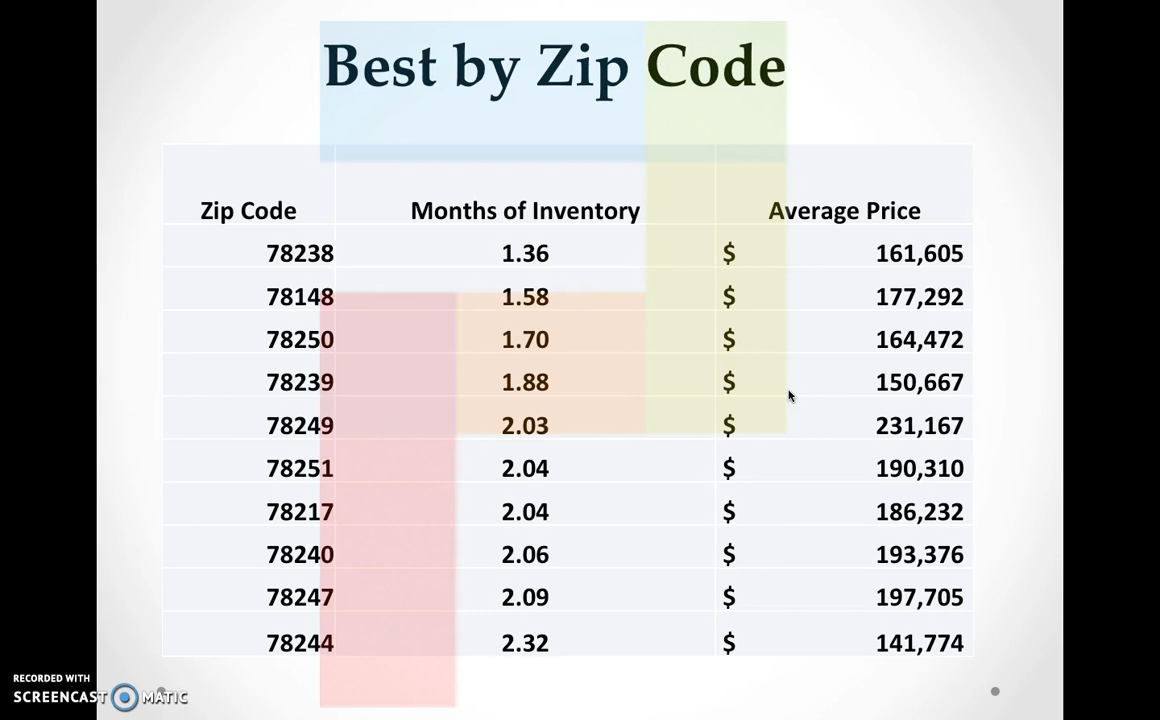 Best by Zip Code
Zip Code Months of Inventory Average Price
78238 1.36 $ 161,605
78148 1.58 $ 177,292
78250 1.70 $ 164,472
78239 1.88 $ 150,667
78249 2.03 $ 231,167
78251 2.04 $ 190,310
78217 2.04 $ 186,232
78240 2.06 $ 193,376
78247 2.09 $ 197,705
78244 2.32 $ 141,774
RECORDED WITH
SCREENCAST MATIC